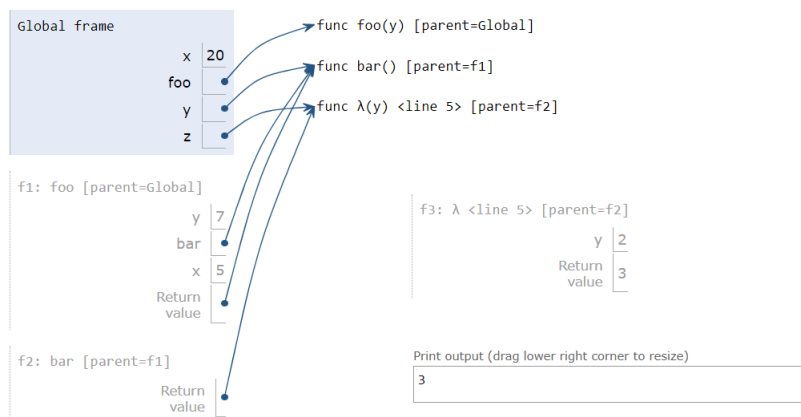 Global frame
x 20
foo
y
z
func foo(y) [parent=Global]
func bar() [parent=f1]
func λ(y) <line 5> [parent=f2]
f1: foo [parent=Global]
y 7
bar
x 5
Return
value
f2: bar [parent=f1]
Return
value
f3: λ <line 5> [parent=f2]
y 2
Return
value 3
Print output (drag lower right corner to resize)
3